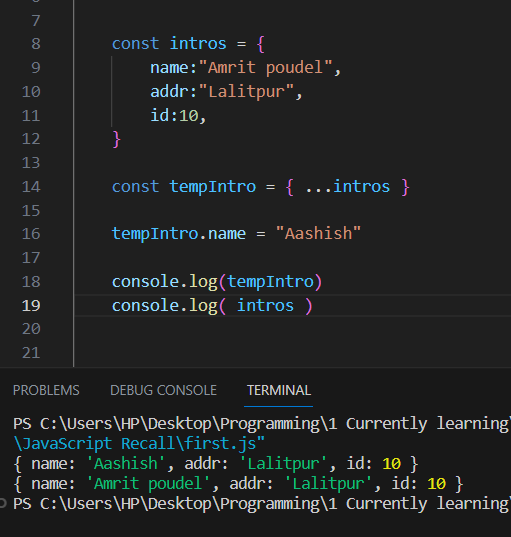 7
8 const intros = {
9 name:"Amrit poudel",
10 addr:"Lalitpur",
11 id:10,
12 }
13
14 const tempIntro = { ...intros }
15
16 tempIntro.name = "Aashish"
17
18 console.log(tempIntro)
19 console.log( intros )
20
21
PROBLEMS DEBUG CONSOLE TERMINAL
PS C:\Users\HP\Desktop\Programming\1 Currently learning\
\JavaScript Recall\first.js"
{ name: 'Aashish', addr: 'Lalitpur', id: 10 }
{ name: 'Amrit poudel', addr: 'Lalitpur', id: 10 }
PS C:\Users\HP\Desktop\Programming\1 Currently learning\